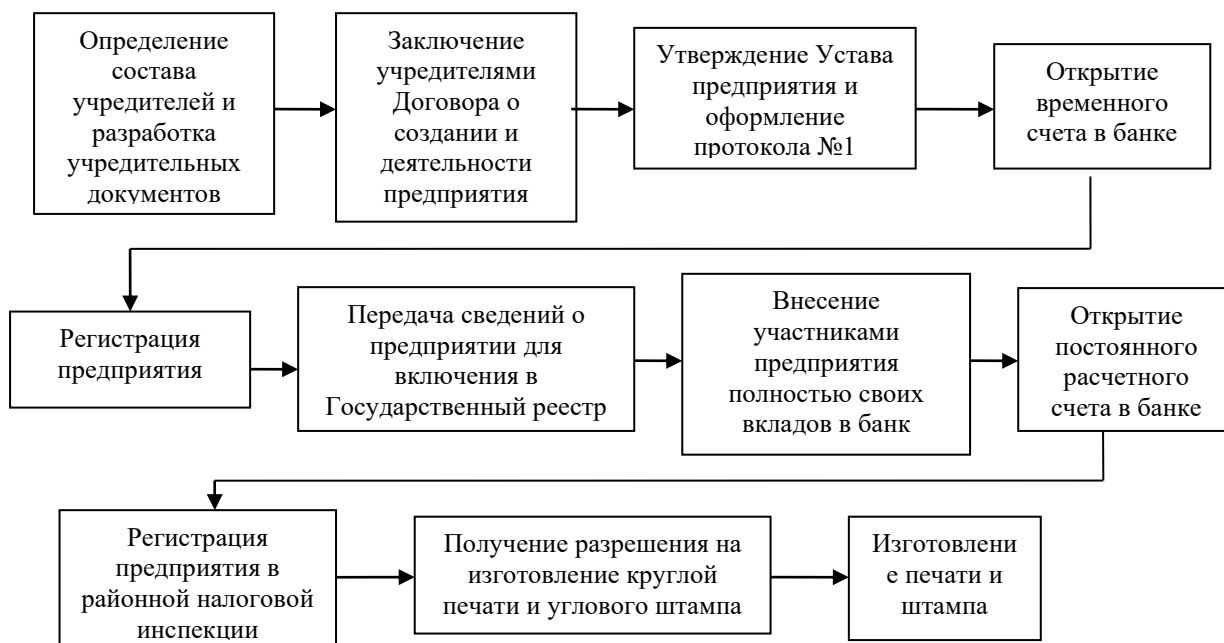 Определение
состава
учредителей и
разработка
учредительных
документов
Заключение
учредителями
Договора о
создании и
деятельности
предприятия
Утверждение Устава
предприятия и
оформление
протокола №1
Открытие
временного
счета в банке
Регистрация
предприятия
Передача сведений о
предприятии для
включения в
Государственный реестр
Внесение
участниками
предприятия
полностью своих
вкладов в банк
Открытие
постоянного
расчетного
счета в банке
Регистрация
предприятия в
районной налоговой
инспекции
Получение разрешения на
изготовление круглой
печати и углового штампа
Изготовлени
е печати и
штампа